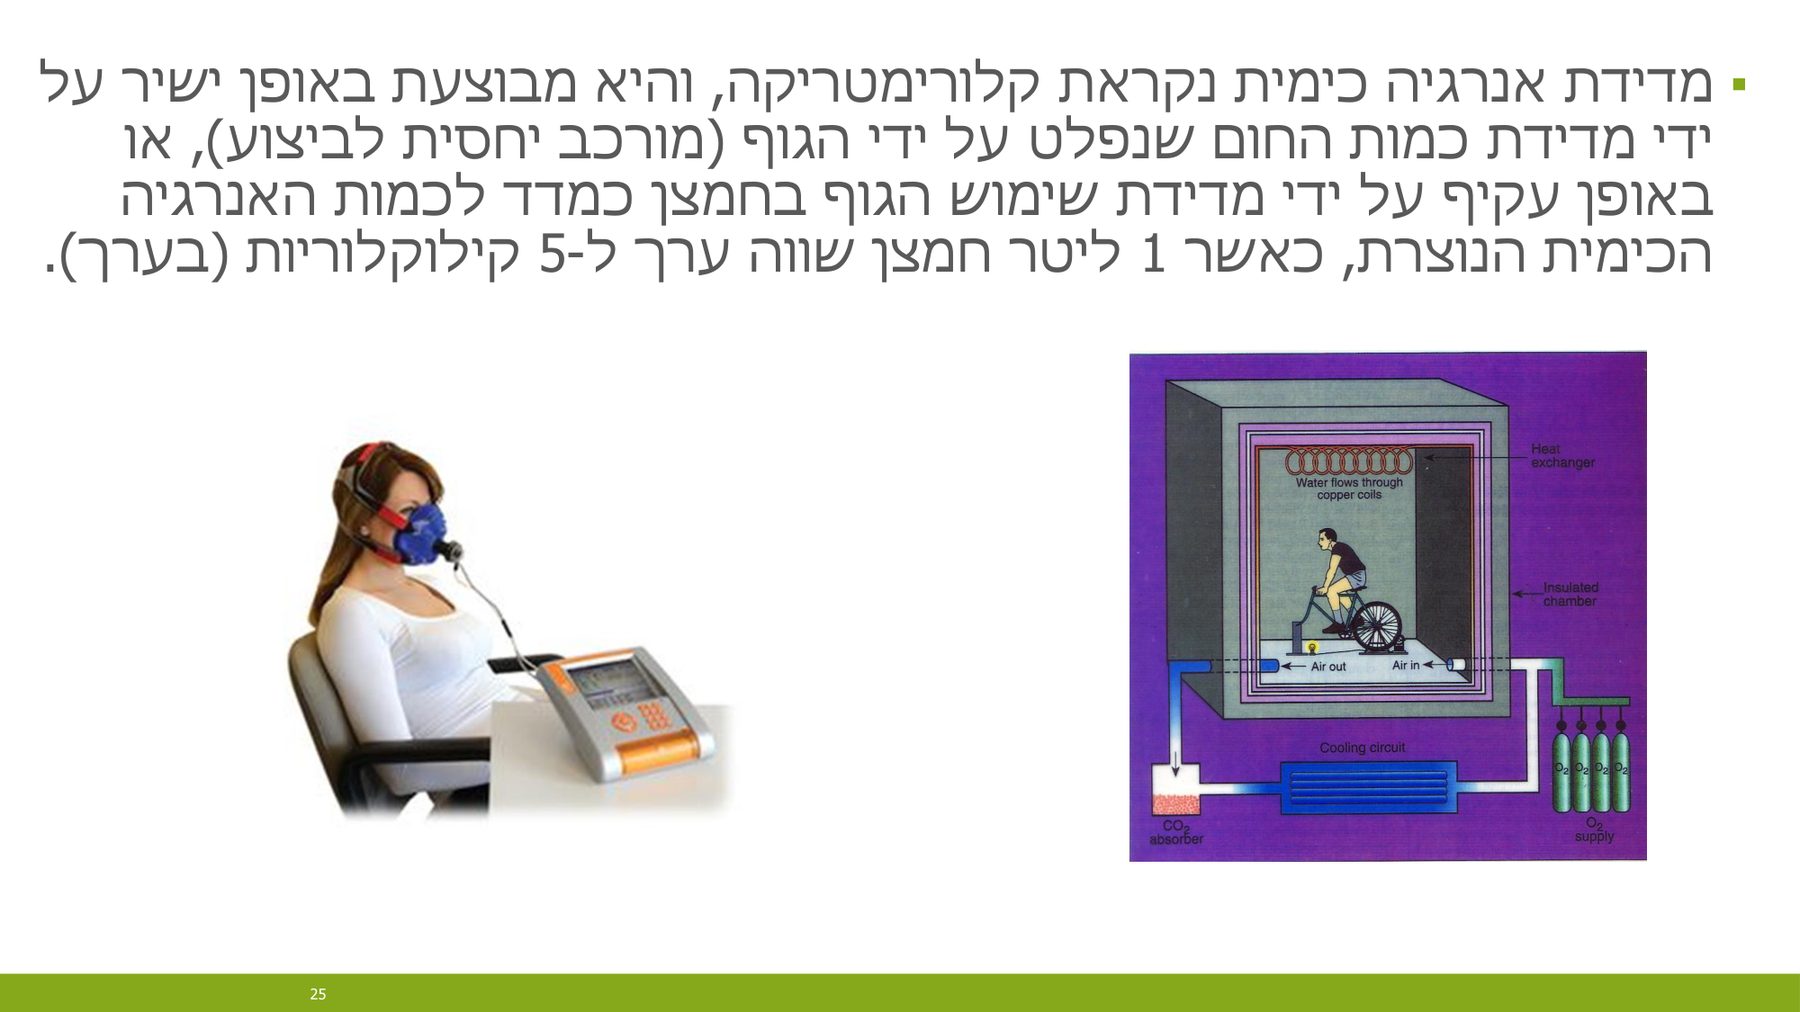 ▪ מדידת אנרגיה כימית נקראת קלורימטריקה, והיא מבוצעת באופן ישיר על
ידי מדידת כמות החום שנפלט על ידי הגוף (מורכב יחסית לביצוע), או
באופן עקיף על ידי מדידת שימוש הגוף בחמצן כמדד לכמות האנרגיה
הכימית הנוצרת, כאשר 1 ליטר חמצן שווה ערך ל-5 קילוקלוריות (בערך).
Heat
exchanger
Water flows through
copper coils
Insulated
chamber
Air out
Air in
Cooling circuit
O2 O2 O2 O2
CO2
absorber
O2
supply
25